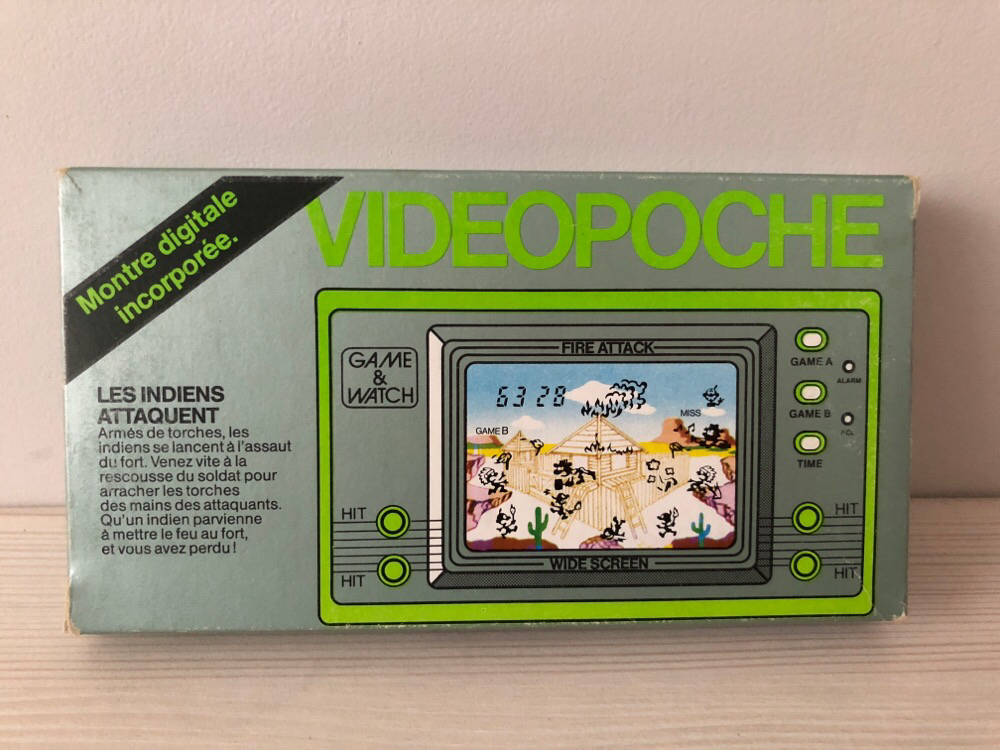 Montre digitale
incorporée.
VIDEOPOCHE
LES INDIENS
ATTAQUENT
Armés de torches, les
indiens se lancent à l'assaut
du fort. Venez vite à la
rescousse du soldat pour
arracher les torches
des mains des attaquants.
Qu'un indien parvienne
à mettre le feu au fort,
et vous avez perdu!
GAME
&
WATCH
FIRE ATTACK
63 28
MISS
GAME B
WIDE SCREEN
GAME A
ALARM
GAME B
ACL
TIME
HIT
HIT
HIT
HIT